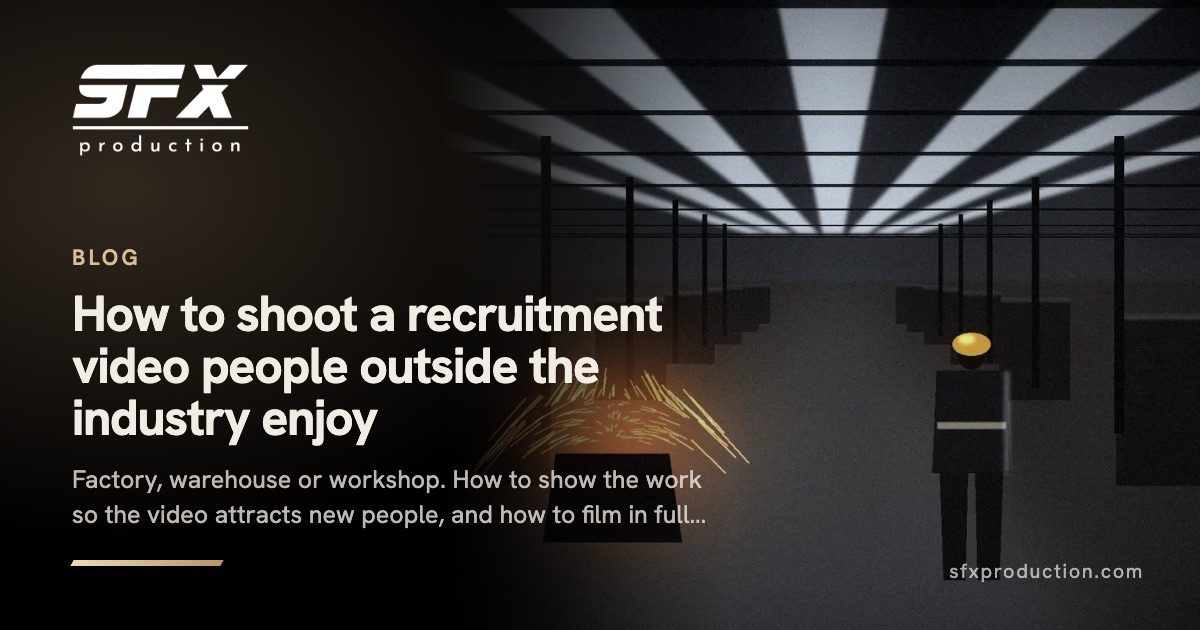 SFX
production
BLOG
How to shoot a recruitment
video people outside the
industry enjoy
Factory, warehouse or workshop. How to show the work
so the video attracts new people, and how to film in full...
sfxproduction.com